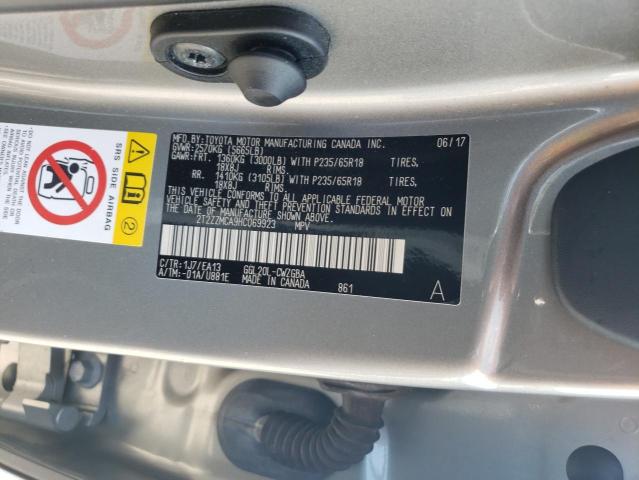 MFD.BY:TOYOTA MOTOR MANUFACTURING CANADA INC. 06/17
GVWR:2570KG (5665LB)
GAWR:FRT. 1360KG (3000LB) WITH P235/65R18 TIRES,
18X8J RIMS,
RR. 1410KG (3105LB) WITH P235/65R18 TIRES,
18X8J RIMS,
THIS VEHICLE CONFORMS TO ALL APPLICABLE FEDERAL MOTOR
VEHICLE SAFETY AND THEFT PREVENTION STANDARDS IN EFFECT
ON THE DATE OF MANUFACTURE SHOWN ABOVE.
2T2ZZMCA9HC069923 MPV
C/TR:1J7/EA13 GGL20L-CWZGBA
A/TM:-01A/U881E MADE IN CANADA 861 A
SRS SIDE AIRBAG
2